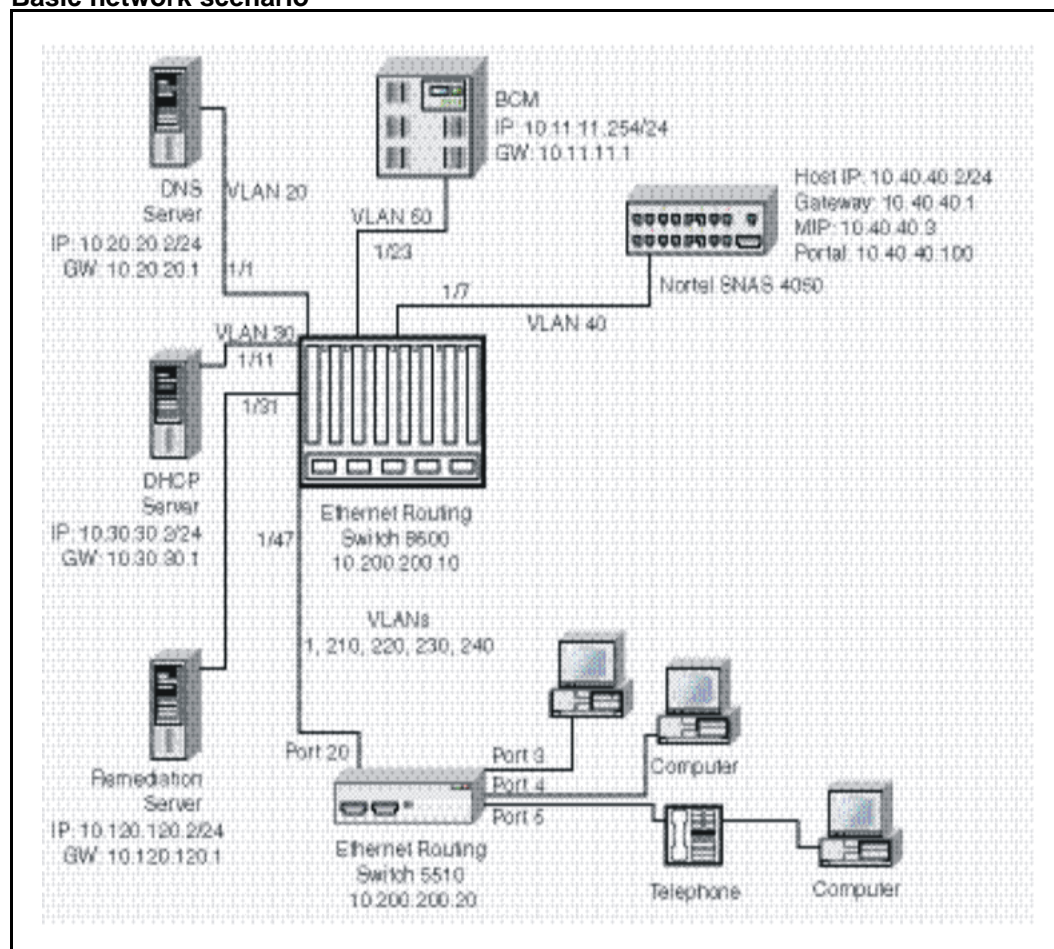 Basic network scenario
BCM
IP: 10.11.11.254/24
GW: 10.11.11.1
DNS
Server
IP: 10.20.20.2/24
GW: 10.20.20.1
VLAN 20
1/1
VLAN 50
1/23
Host IP: 10.40.40.2/24
Gateway: 10.40.40.1
MIP: 10.40.40.3
Portal: 10.40.40.100
Nortel SNAS 4050
1/7
VLAN 40
VLAN 30
1/11
1/31
DHCP
Server
IP: 10.30.30.2/24
GW: 10.30.30.1
Ethernet Routing
Switch 8600
10.200.200.10
1/47
VLANs
1, 210, 220, 230, 240
Remediation
Server
IP: 10.120.120.2/24
GW: 10.120.120.1
Port 20
Port 3
Port 4
Port 5
Computer
Ethernet Routing
Switch 5510
10.200.200.20
Telephone
Computer